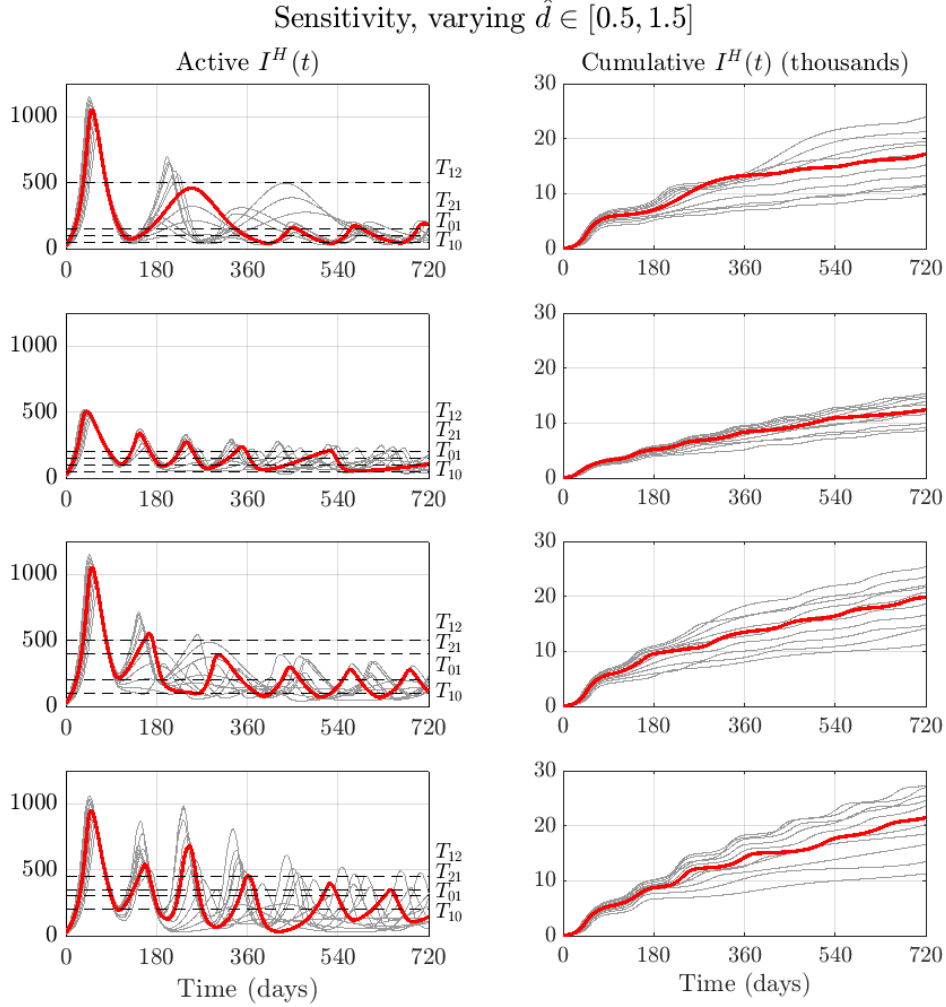 Sensitivity, varying d̂ ∈ [0.5, 1.5]
Active I^H(t)
Cumulative I^H(t) (thousands)
1000
500
0
T_12
T_21
T_01
T_10
0 180 360 540 720
30
20
10
0
0 180 360 540 720
1000
500
0
T_12
T_21
T_01
T_10
0 180 360 540 720
30
20
10
0
0 180 360 540 720
1000
500
0
T_12
T_21
T_01
T_10
0 180 360 540 720
30
20
10
0
0 180 360 540 720
1000
500
0
T_12
T_21
T_01
T_10
0 180 360 540 720
Time (days)
30
20
10
0
0 180 360 540 720
Time (days)